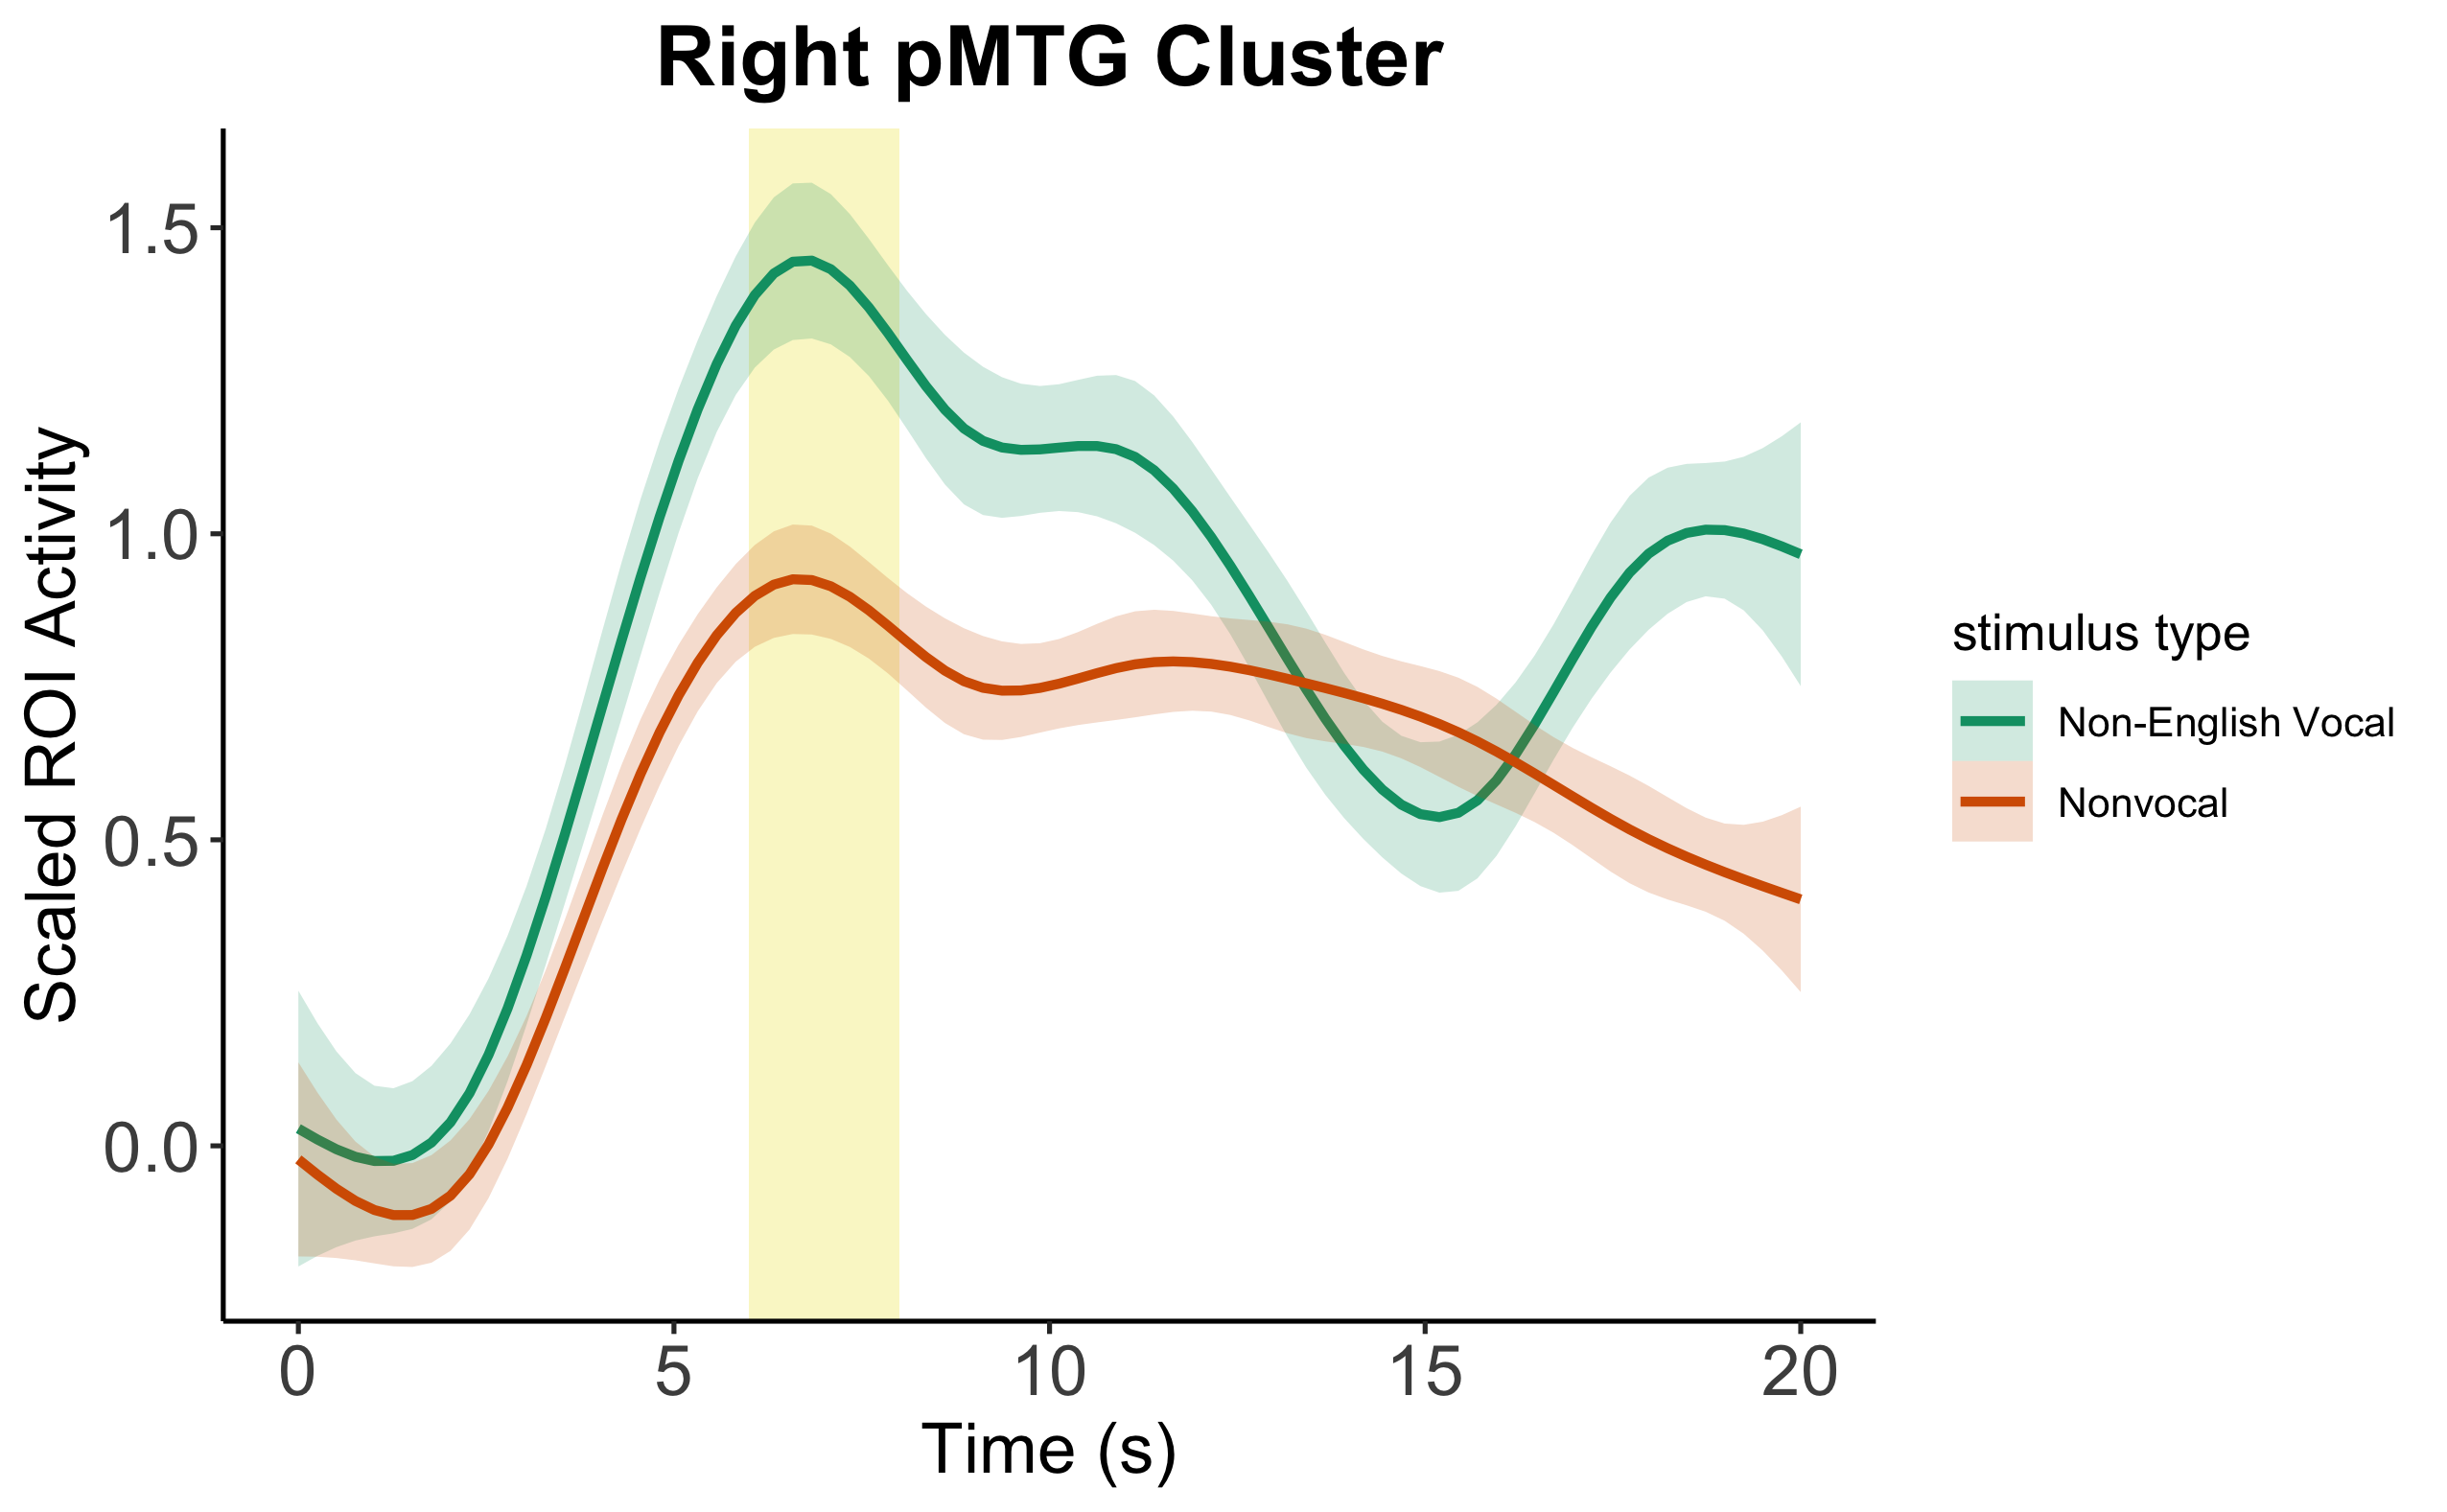 Right pMTG Cluster
Scaled ROI Activity
1.5
1.0
0.5
0.0
0
5
10
15
20
Time (s)
stimulus type
Non-English Vocal
Nonvocal